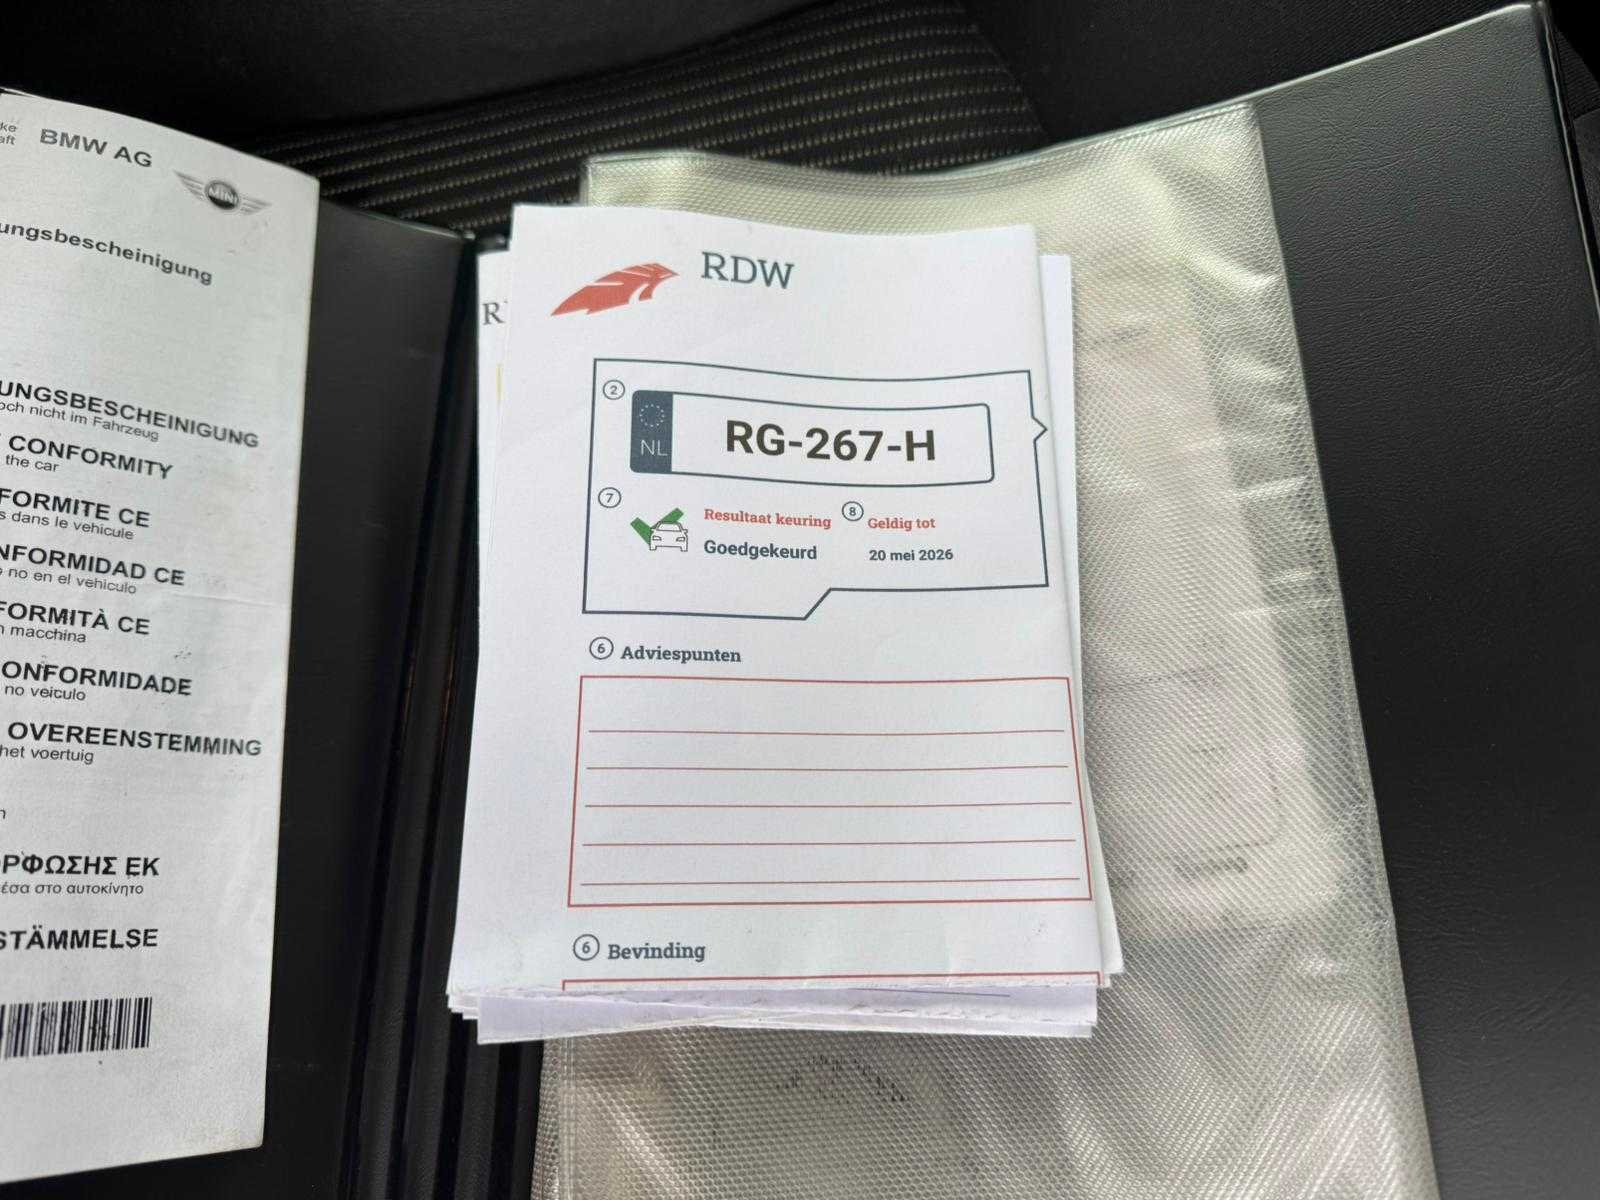 BMW AG
MINI
UNGSBESCHEINIGUNG
och nicht im Fahrzeug
CONFORMITY
the car
FORMITE CE
dans le vehicule
NFORMIDAD CE
no en el vehiculo
FORMITÀ CE
macchina
ONFORMIDADE
no veiculo
OVEREENSTEMMING
het voertuig
ΕΚ
έσα στο αυτοκίνητο
STÄMMELSE
RDW
2
NL
RG-267-H
7
Resultaat keuring
Goedgekeurd
8
Geldig tot
20 mei 2026
6 Adviespunten
6 Bevinding